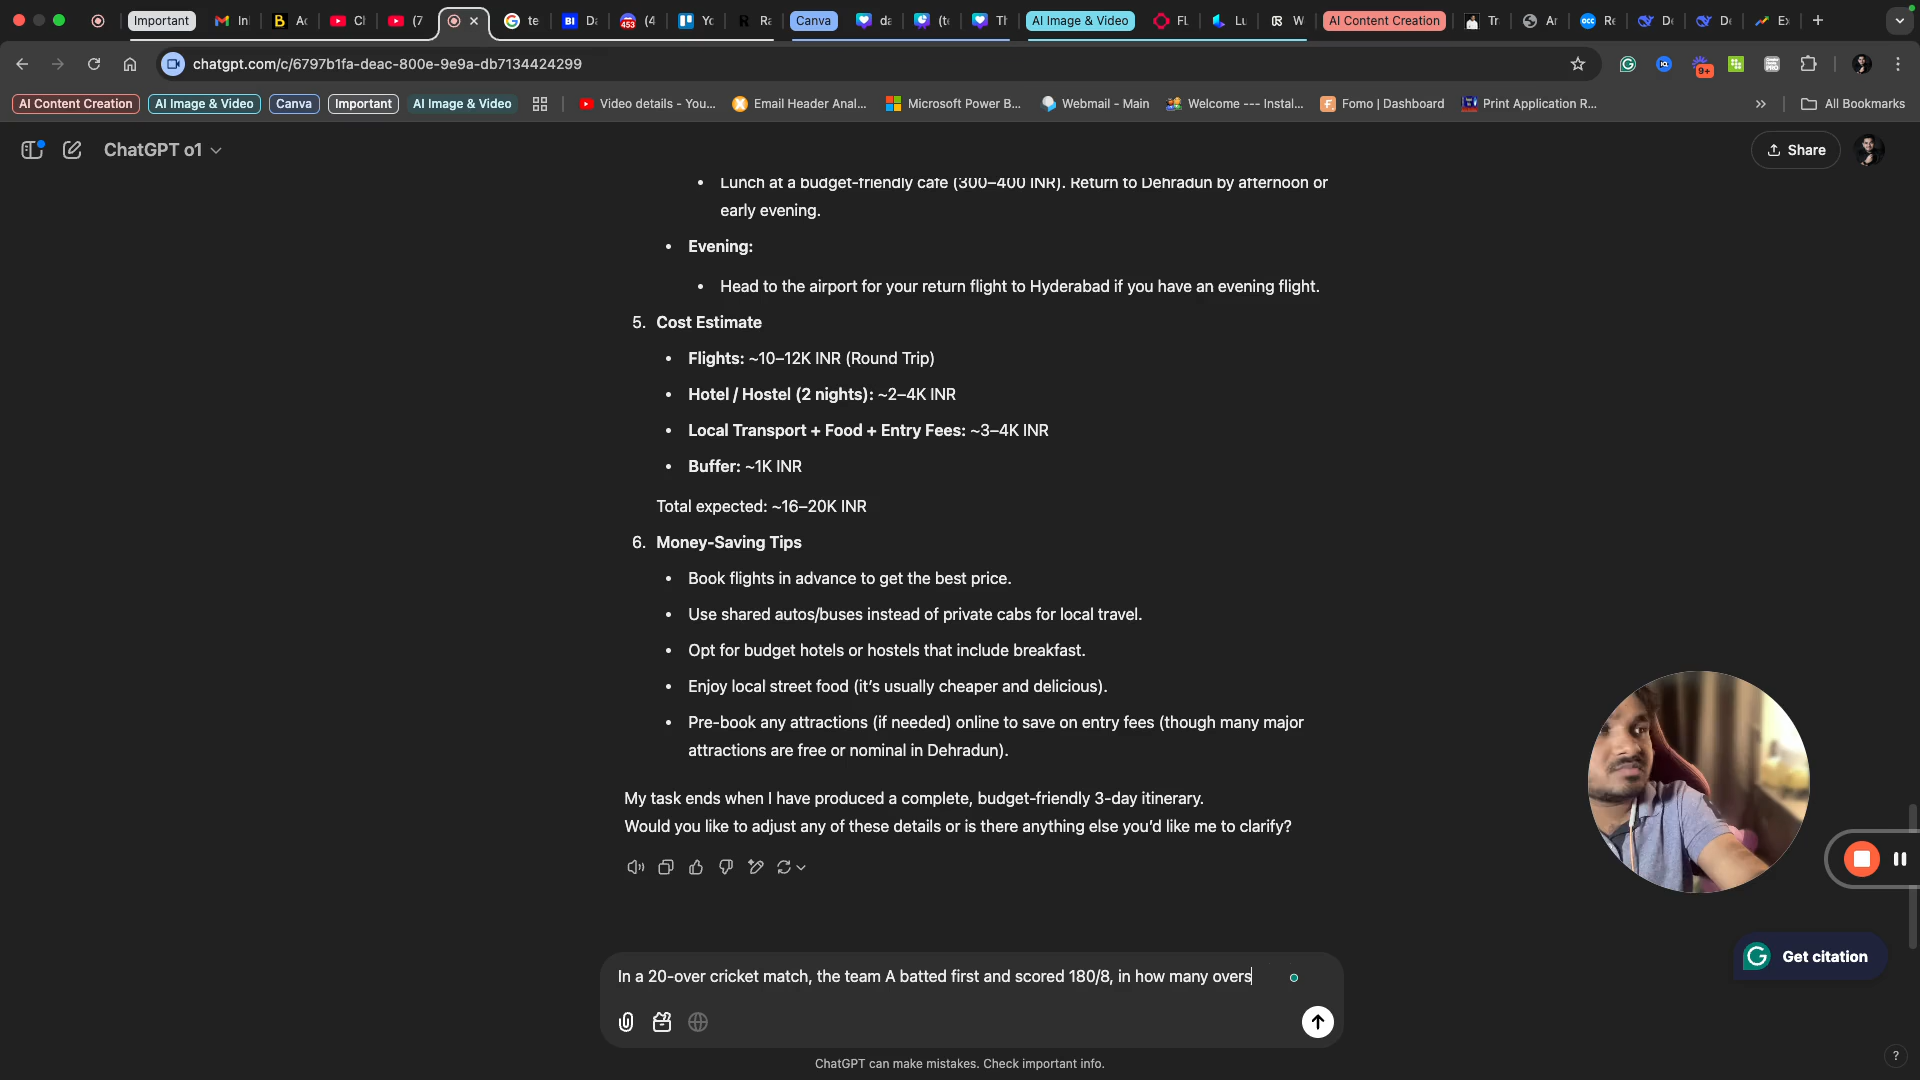 Important
Canva
AI Image & Video
AI Content Creation
chatgpt.com/c/6797b1fa-deac-800e-9e9a-db7134424299
AI Content Creation
AI Image & Video
Canva
Important
AI Image & Video
Video details - You...
Email Header Anal...
Microsoft Power B...
Webmail - Main
Welcome --- Instal...
Fomo | Dashboard
Print Application R...
All Bookmarks
ChatGPT o1
Share
• Lunch at a budget-friendly cafe (300–400 INR). Return to Dehradun by afternoon or
early evening.
• Evening:
• Head to the airport for your return flight to Hyderabad if you have an evening flight.
5. Cost Estimate
• Flights: ~10–12K INR (Round Trip)
• Hotel / Hostel (2 nights): ~2–4K INR
• Local Transport + Food + Entry Fees: ~3–4K INR
• Buffer: ~1K INR
Total expected: ~16–20K INR
6. Money-Saving Tips
• Book flights in advance to get the best price.
• Use shared autos/buses instead of private cabs for local travel.
• Opt for budget hotels or hostels that include breakfast.
• Enjoy local street food (it’s usually cheaper and delicious).
• Pre-book any attractions (if needed) online to save on entry fees (though many major
attractions are free or nominal in Dehradun).
My task ends when I have produced a complete, budget-friendly 3-day itinerary.
Would you like to adjust any of these details or is there anything else you’d like me to clarify?
Get citation
In a 20-over cricket match, the team A batted first and scored 180/8, in how many overs
ChatGPT can make mistakes. Check important info.
?